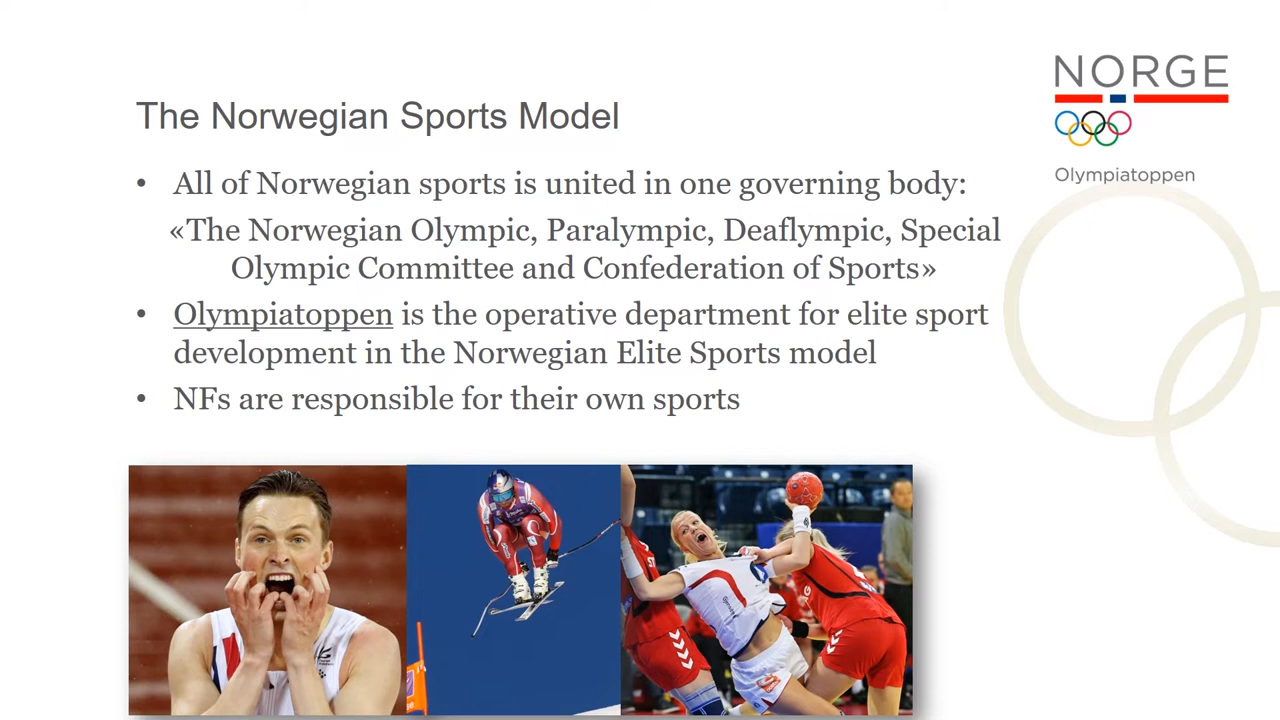 NORGE
Olympiatoppen
The Norwegian Sports Model
• All of Norwegian sports is united in one governing body:
«The Norwegian Olympic, Paralympic, Deaflympic, Special
Olympic Committee and Confederation of Sports»
• Olympiatoppen is the operative department for elite sport
development in the Norwegian Elite Sports model
• NFs are responsible for their own sports